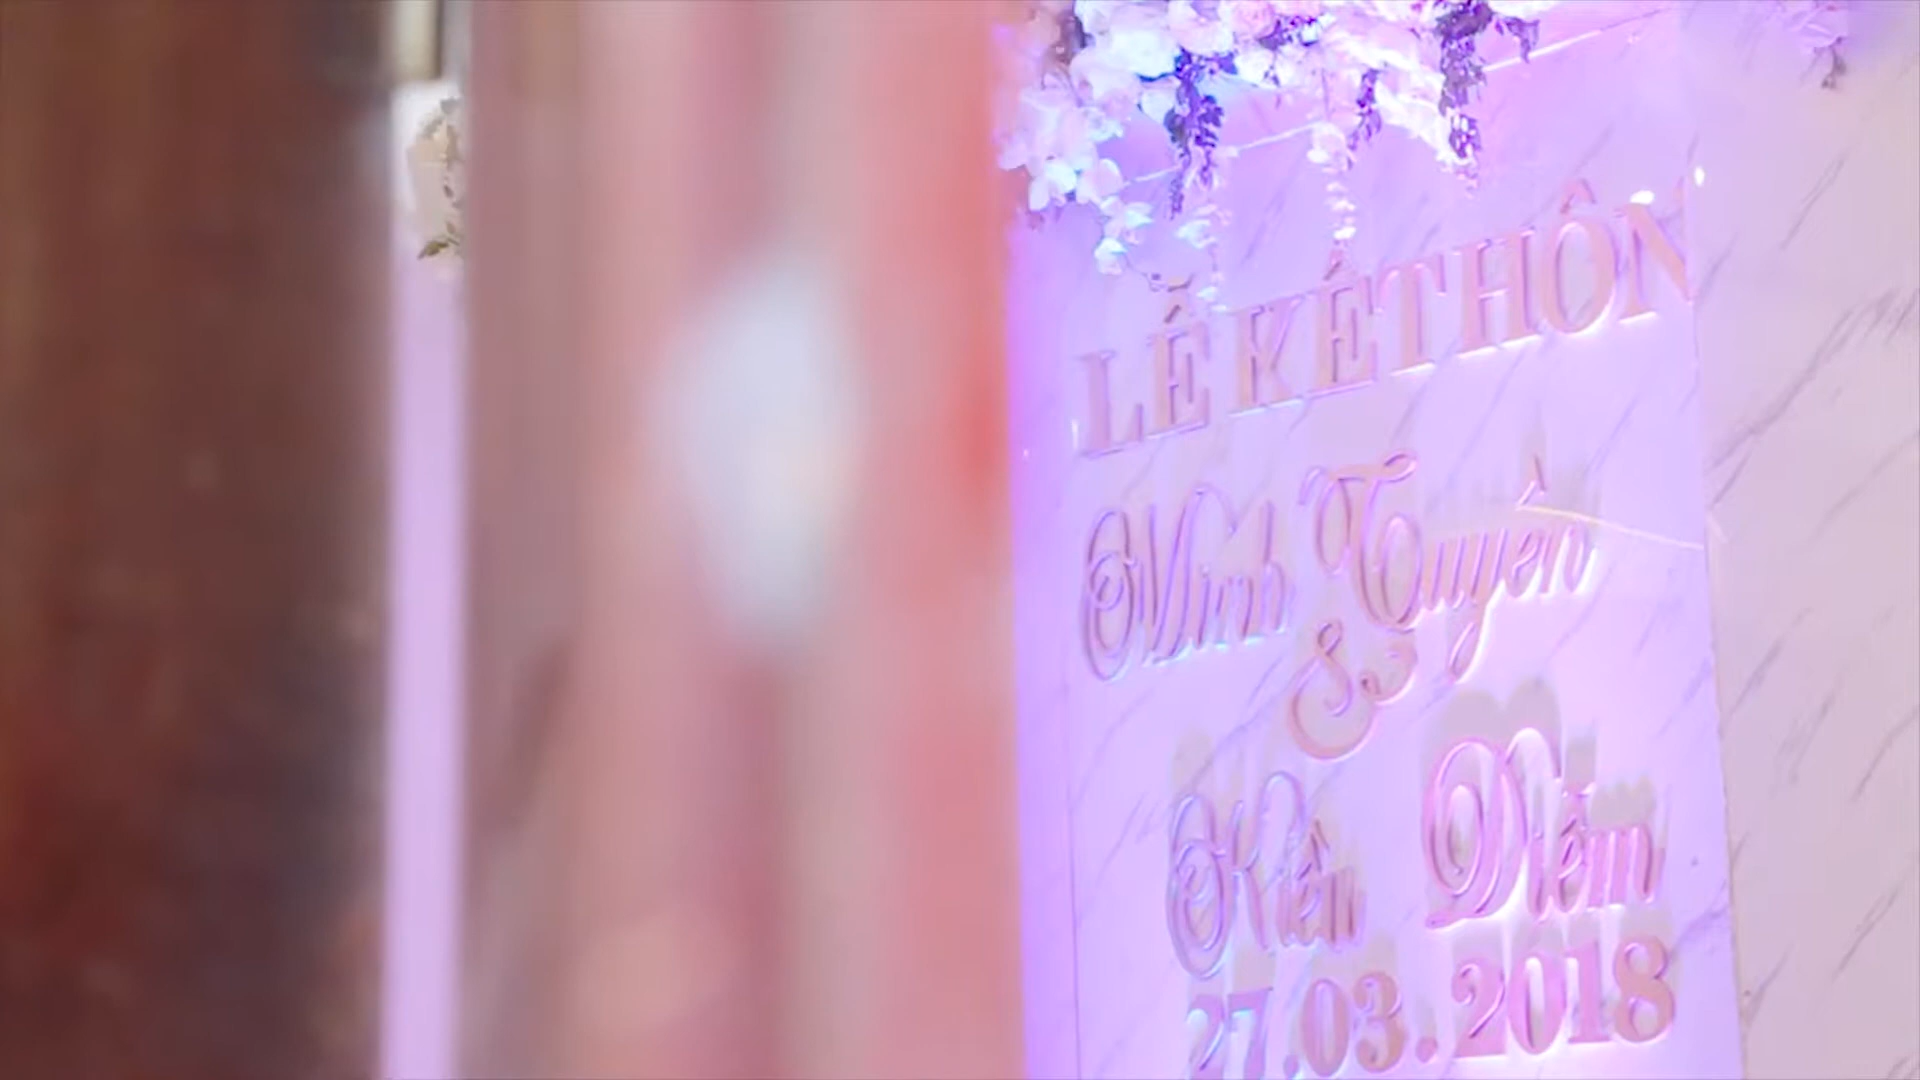 LỄ KẾT HÔN
Minh Tuyền
&
Kiều Diễm
27.03.2018